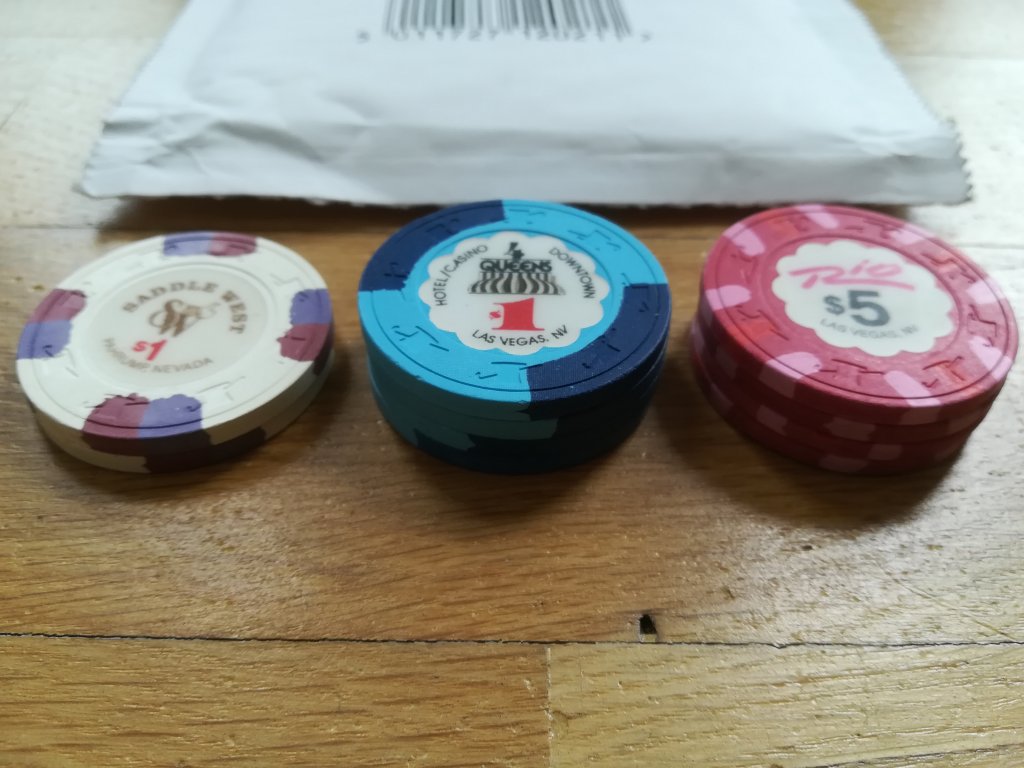 SADDLE WEST
SW
$1
PAHRUMP, NEVADA
4
QUEENS
HOTEL/CASINO
DOWNTOWN
$1
LAS VEGAS, NV
Rio
$5
LAS VEGAS, NV